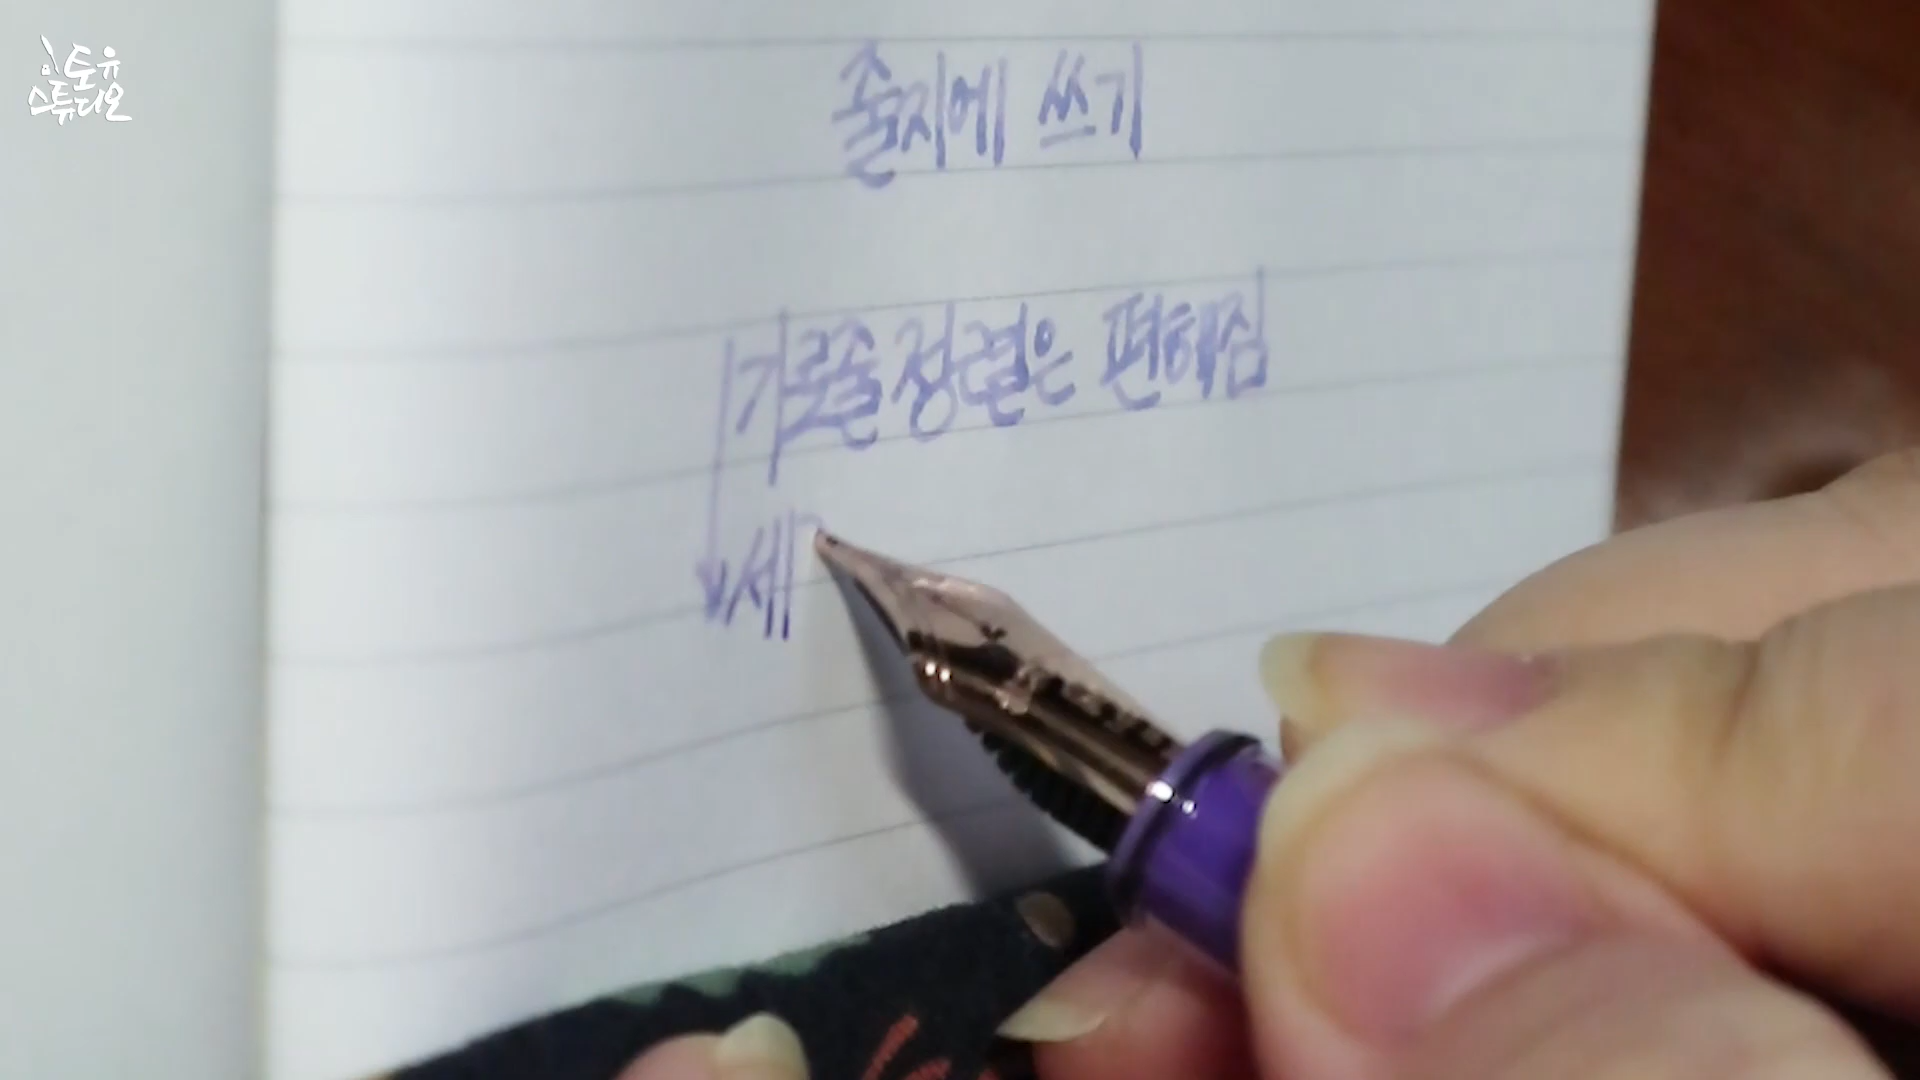 토유
스튜디오
줄지에 쓰기
가로줄 정렬은 편해짐
세